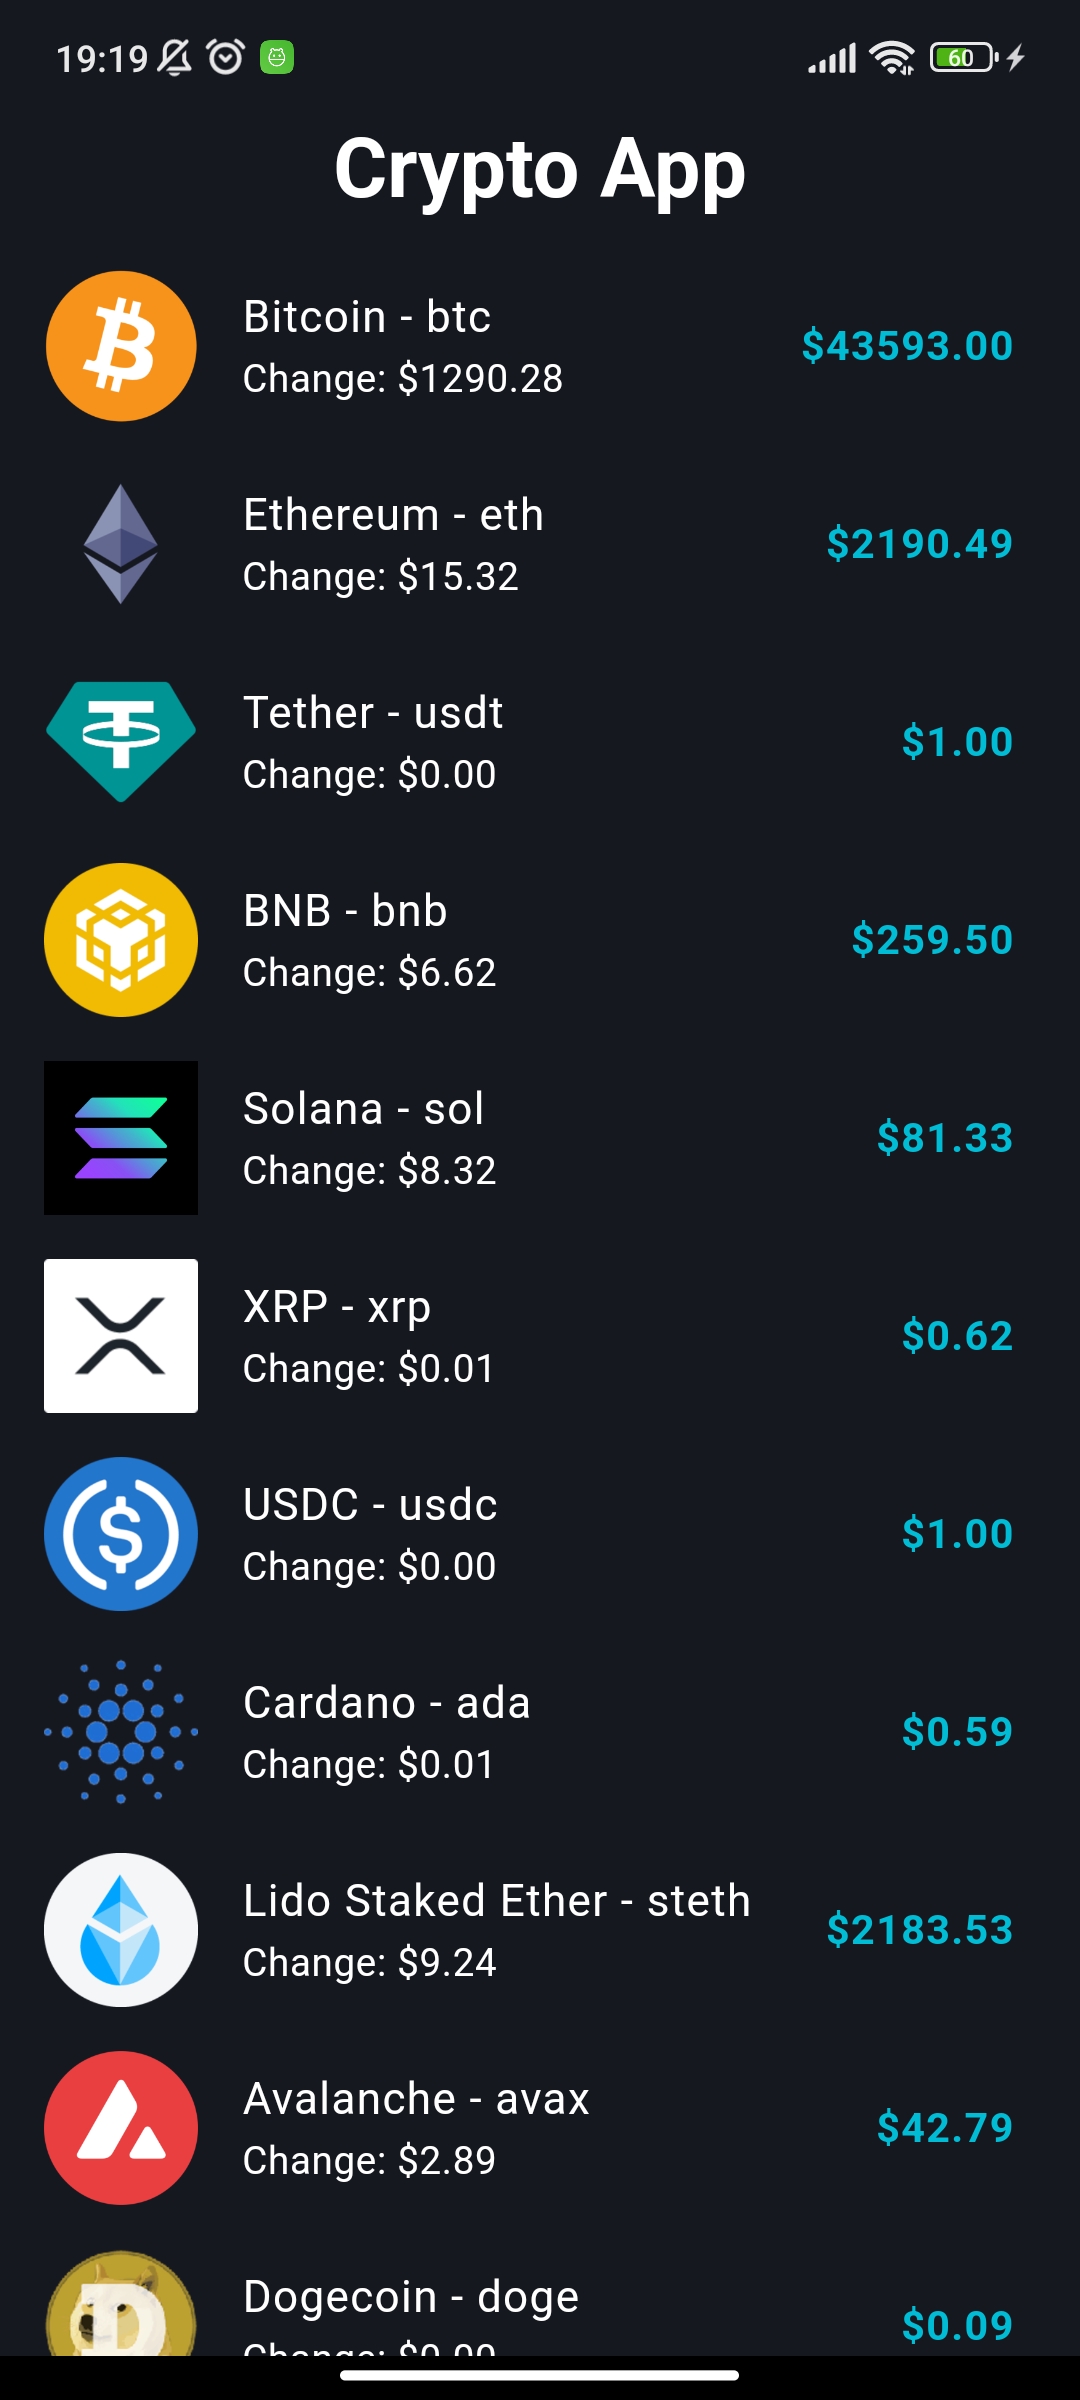 19:19
60
Crypto App
Bitcoin - btc
Change: $1290.28
$43593.00
Ethereum - eth
Change: $15.32
$2190.49
Tether - usdt
Change: $0.00
$1.00
BNB - bnb
Change: $6.62
$259.50
Solana - sol
Change: $8.32
$81.33
XRP - xrp
Change: $0.01
$0.62
USDC - usdc
Change: $0.00
$1.00
Cardano - ada
Change: $0.01
$0.59
Lido Staked Ether - steth
Change: $9.24
$2183.53
Avalanche - avax
Change: $2.89
$42.79
Dogecoin - doge
Change: $0.00
$0.09